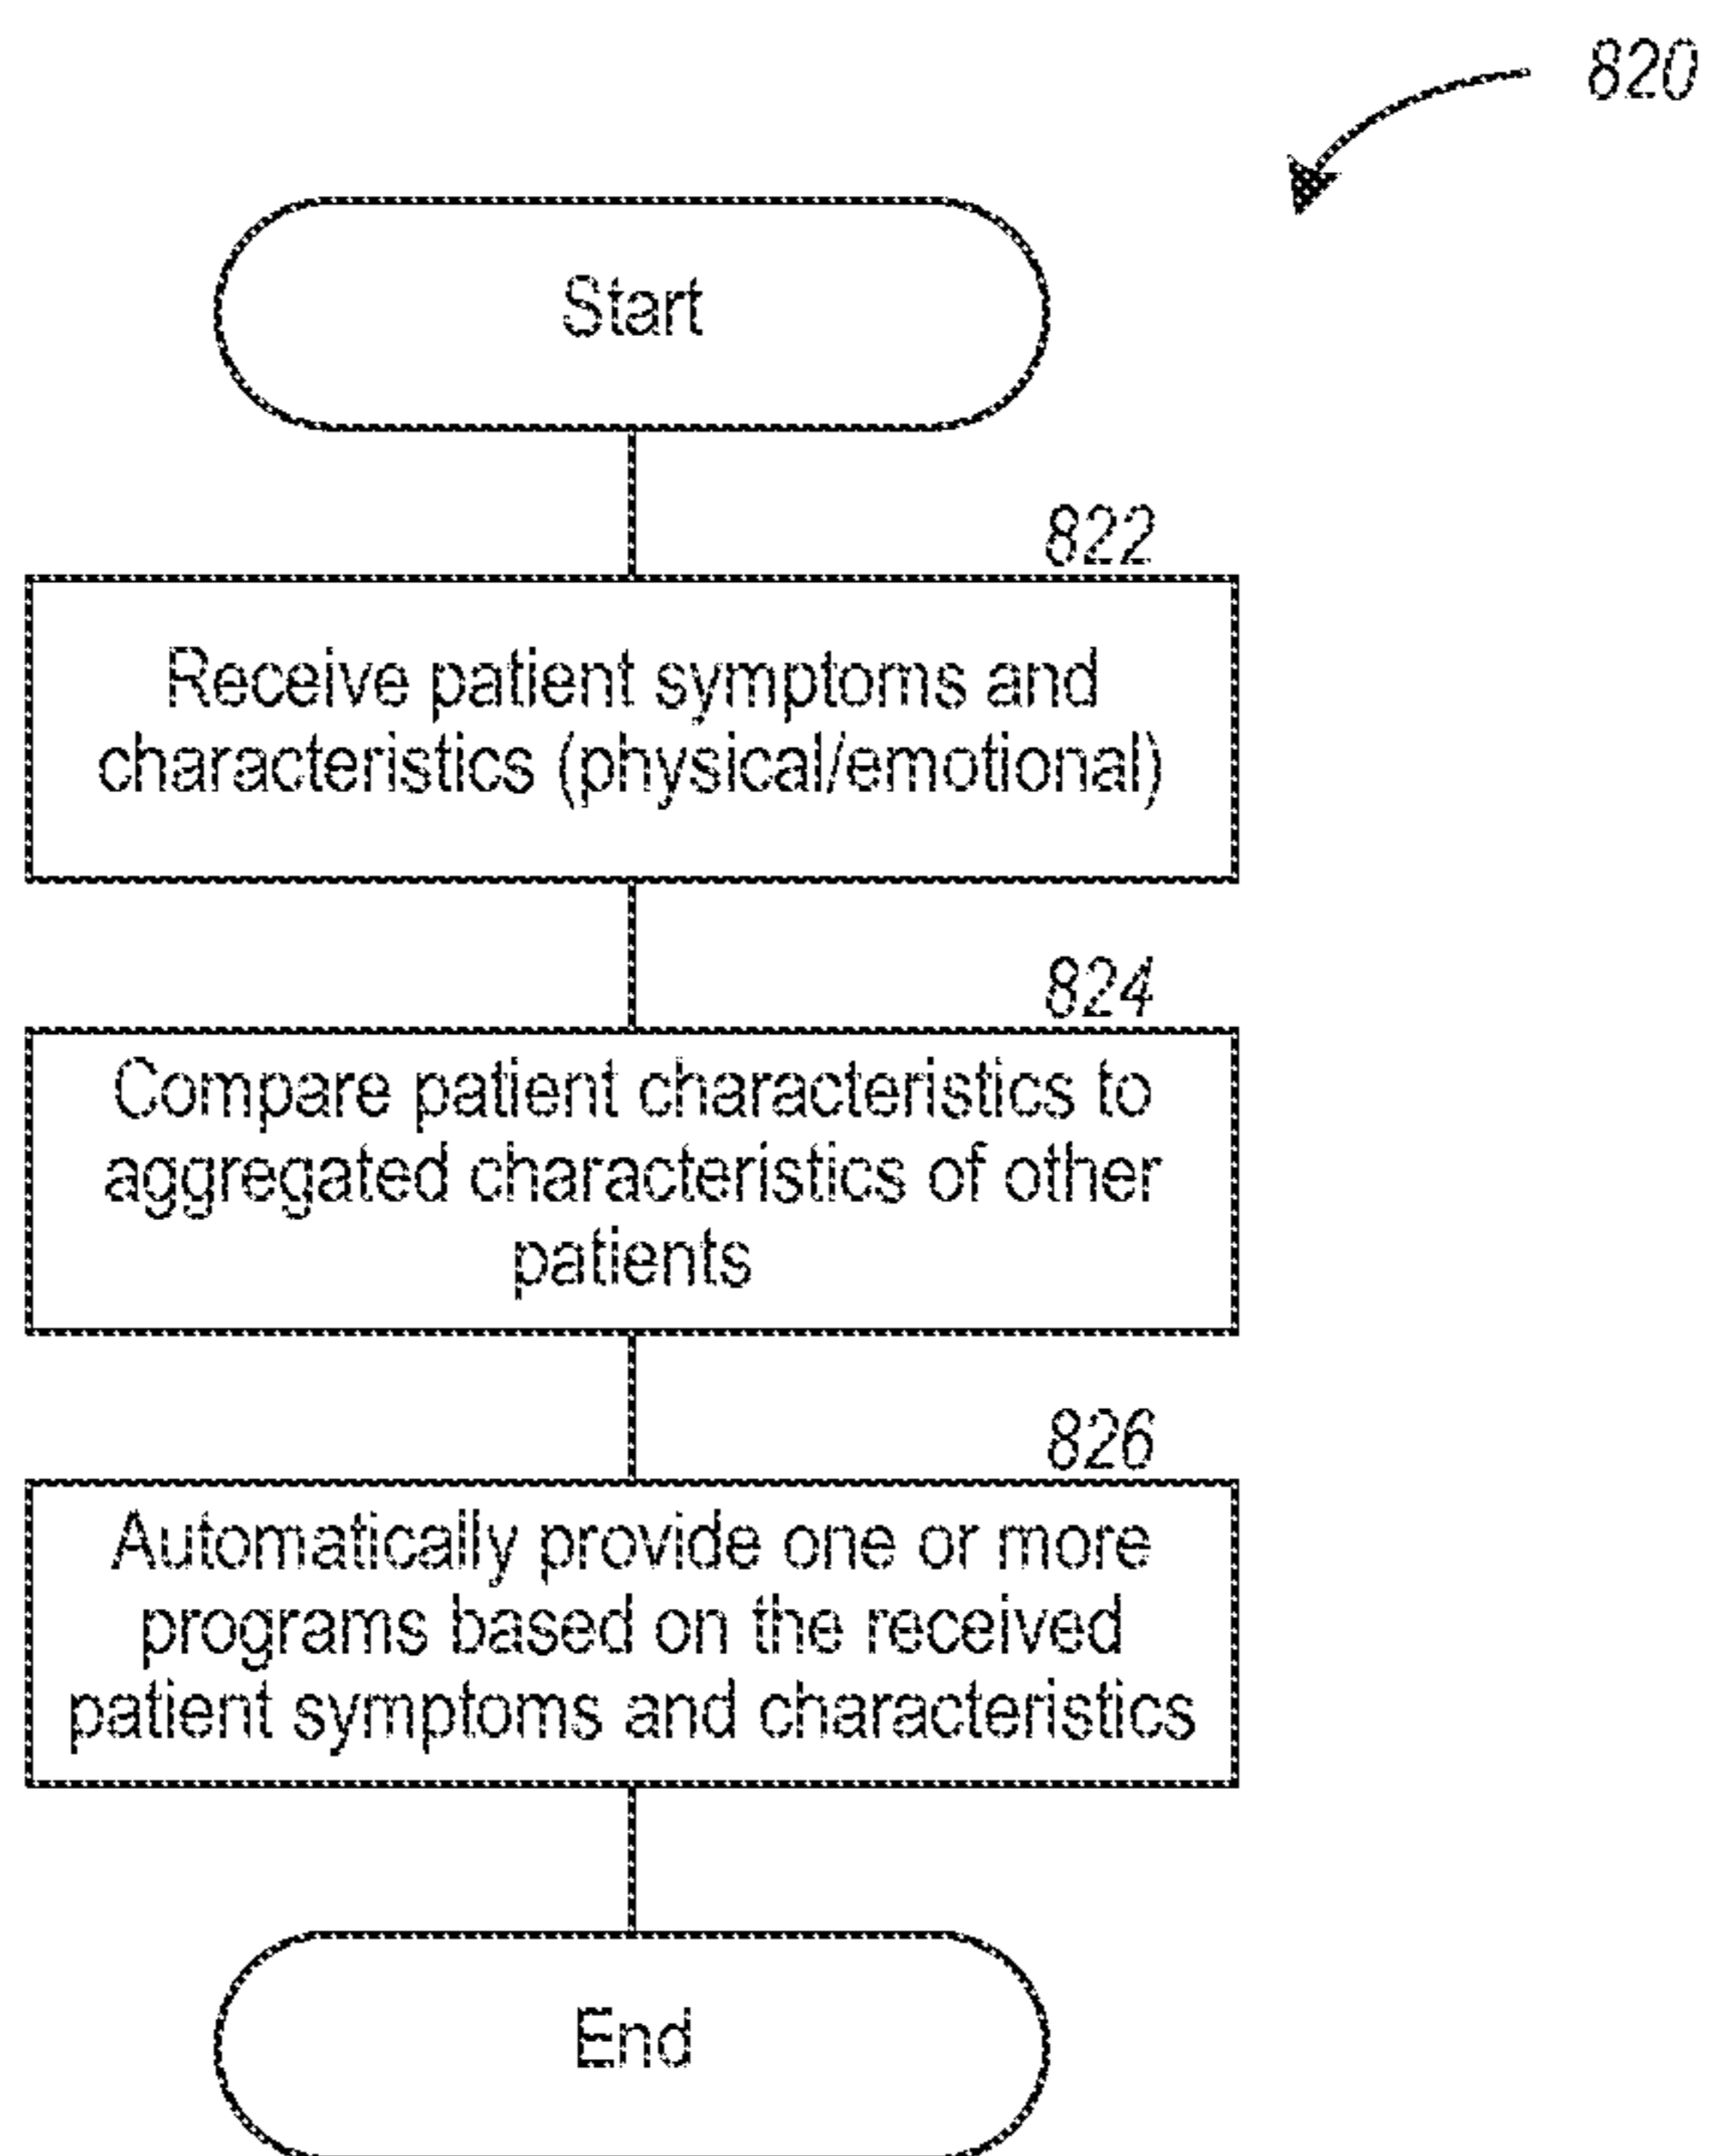 820
Start
822
Receive patient symptoms and
characteristics (physical/emotional)
824
Compare patient characteristics to
aggregated characteristics of other
patients
826
Automatically provide one or more
programs based on the received
patient symptoms and characteristics
End